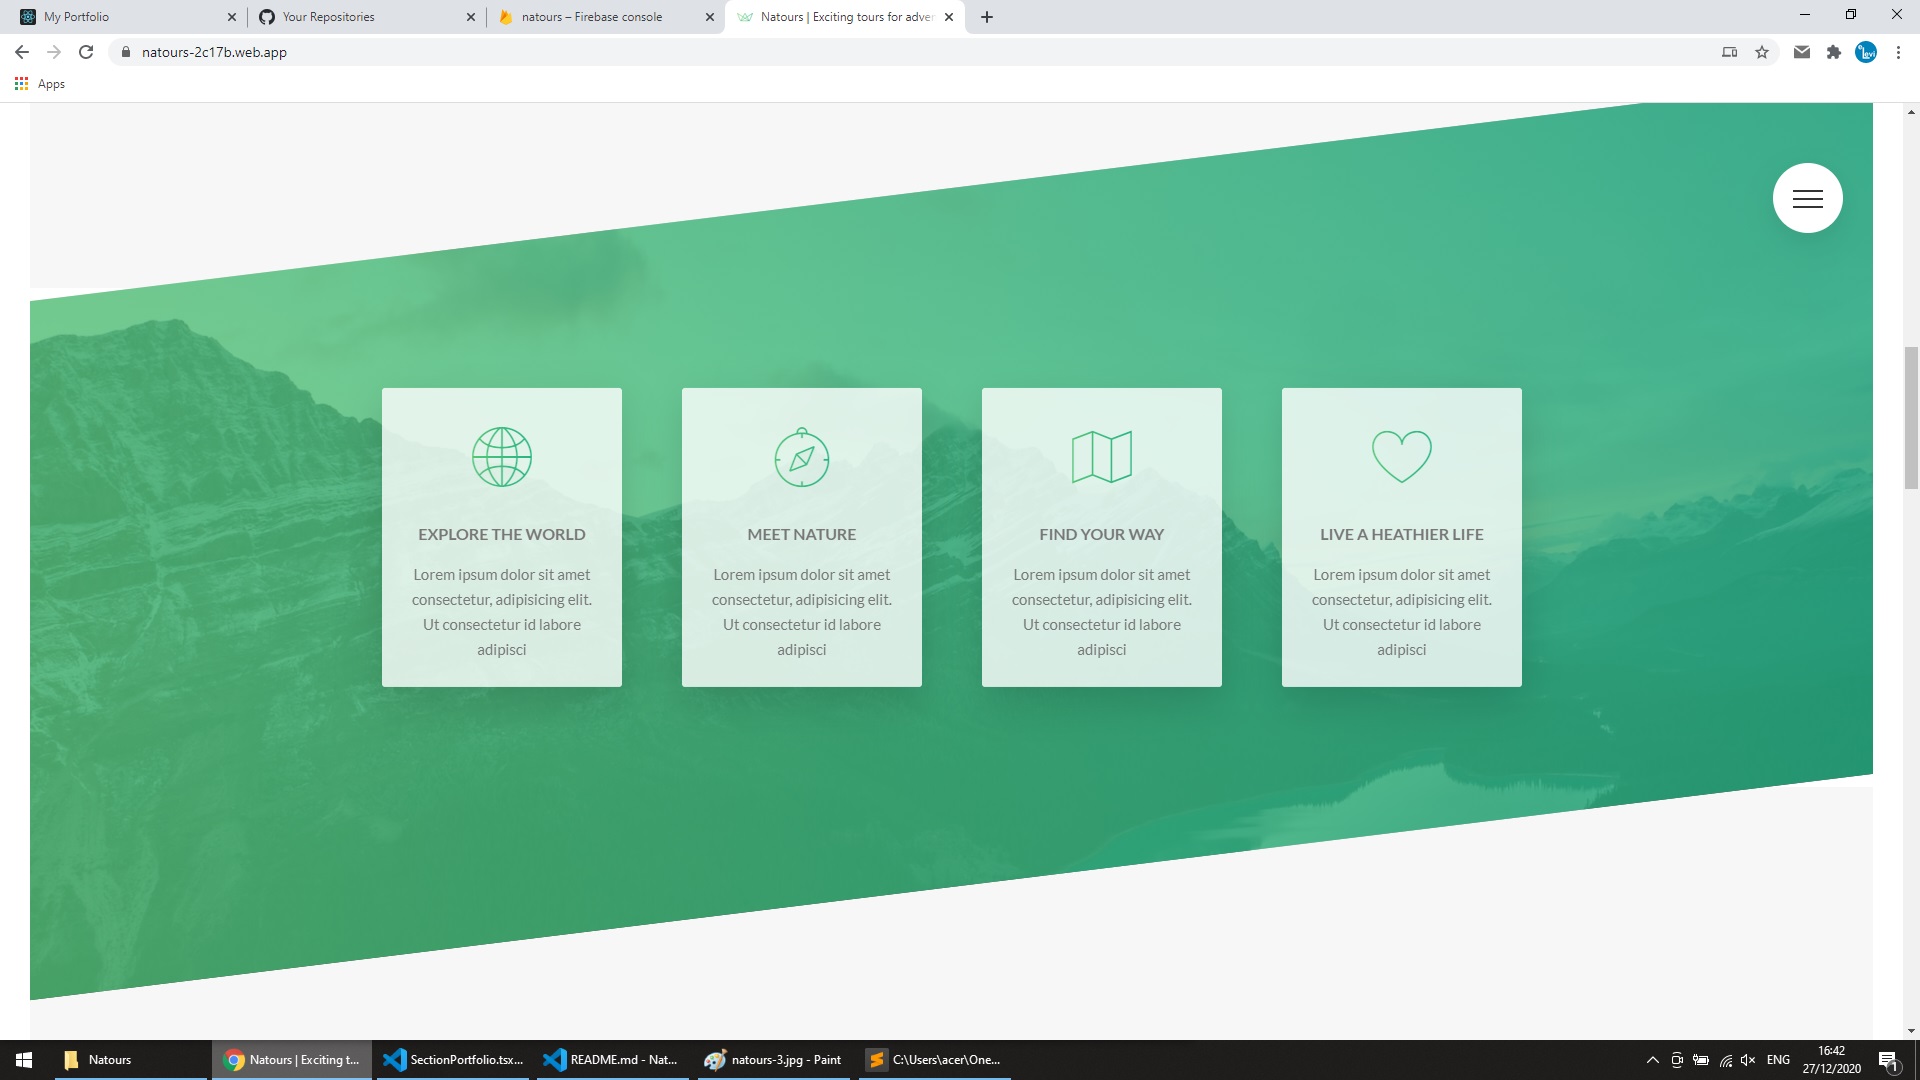 My Portfolio
Your Repositories
natours – Firebase console
Natours | Exciting tours for adver
natours-2c17b.web.app
Levi
Apps
EXPLORE THE WORLD
Lorem ipsum dolor sit amet
consectetur, adipisicing elit.
Ut consectetur id labore
adipisci
MEET NATURE
Lorem ipsum dolor sit amet
consectetur, adipisicing elit.
Ut consectetur id labore
adipisci
FIND YOUR WAY
Lorem ipsum dolor sit amet
consectetur, adipisicing elit.
Ut consectetur id labore
adipisci
LIVE A HEATHIER LIFE
Lorem ipsum dolor sit amet
consectetur, adipisicing elit.
Ut consectetur id labore
adipisci
Natours
Natours | Exciting t...
SectionPortfolio.tsx...
README.md - Nat...
natours-3.jpg - Paint
C:\Users\acer\One...
ENG
16:42
27/12/2020
1